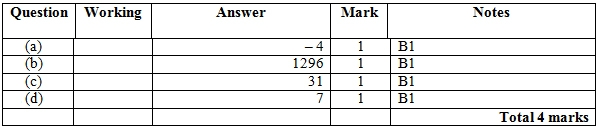 Question Working Answer Mark Notes
(a) – 4 1 B1
(b) 1296 1 B1
(c) 31 1 B1
(d) 7 1 B1
Total 4 marks